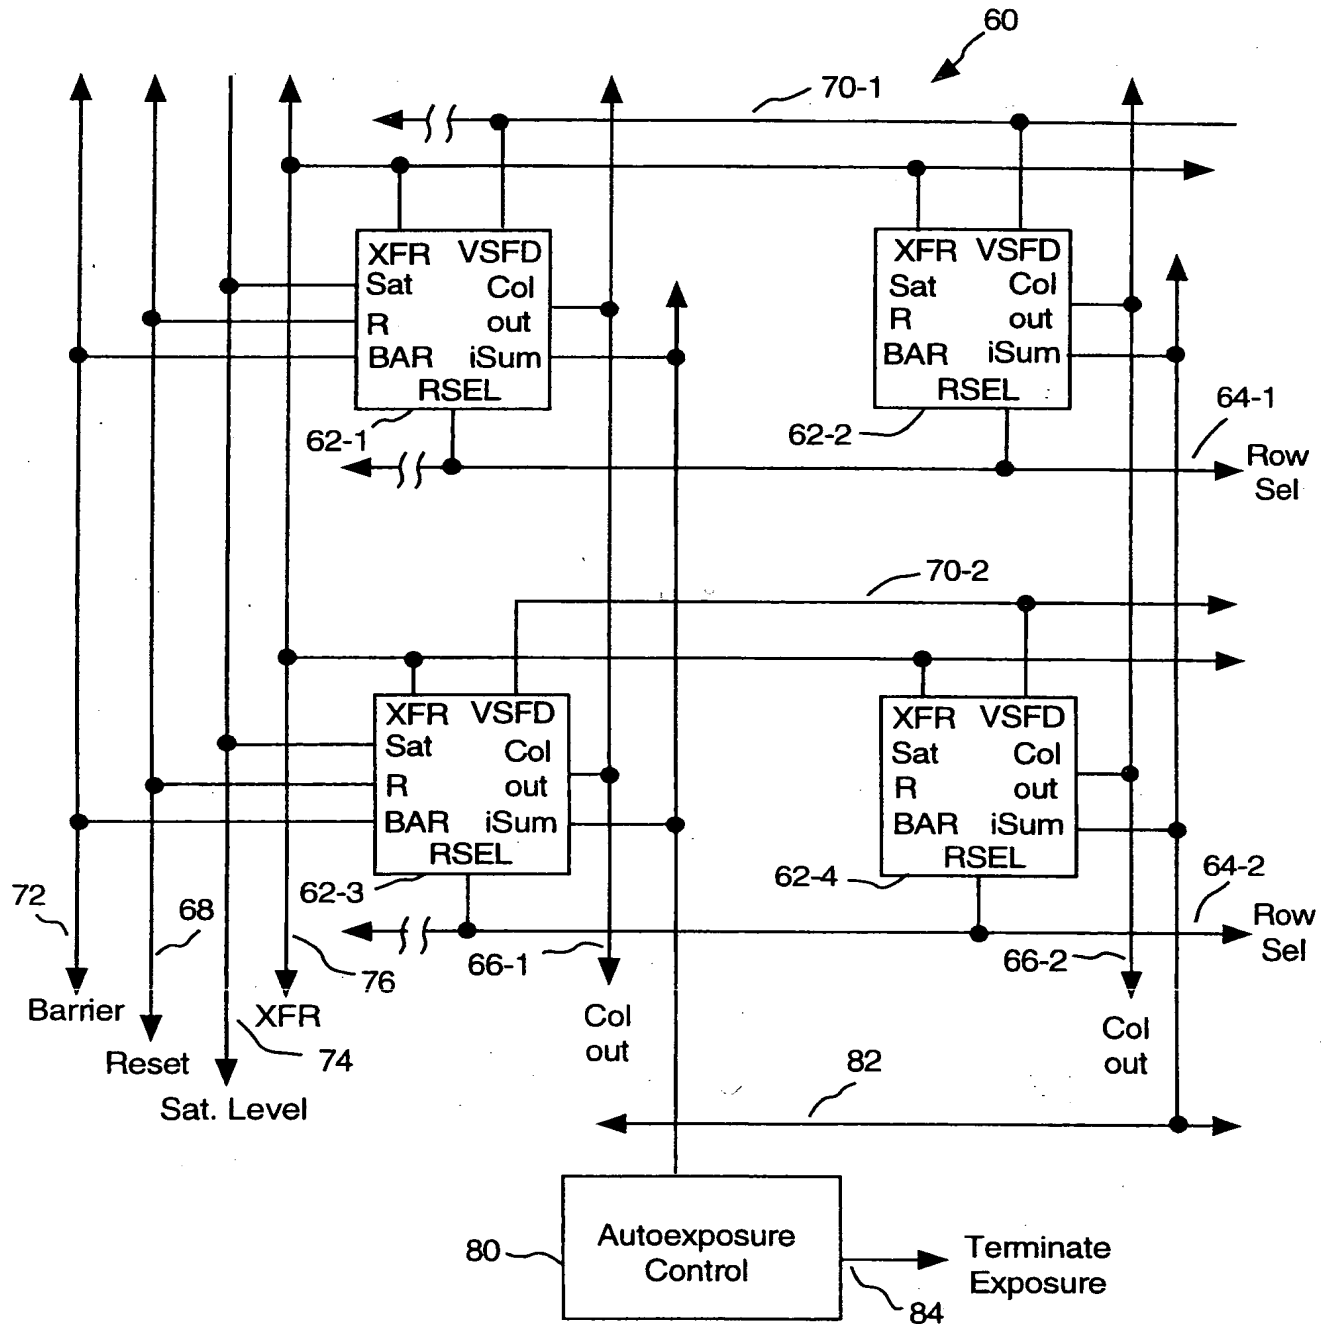 60
70-1
XFR VSFD
Sat Col
R out
BAR iSum
RSEL
XFR VSFD
Sat Col
R out
BAR iSum
RSEL
62-1
62-2
64-1
Row
Sel
70-2
XFR VSFD
Sat Col
R out
BAR iSum
RSEL
XFR VSFD
Sat Col
R out
BAR iSum
RSEL
62-3
62-4
64-2
Row
Sel
72
68
76
66-1
66-2
Barrier
XFR
Col
out
Col
out
Reset
74
Sat. Level
82
80
Autoexposure
Control
Terminate
Exposure
84